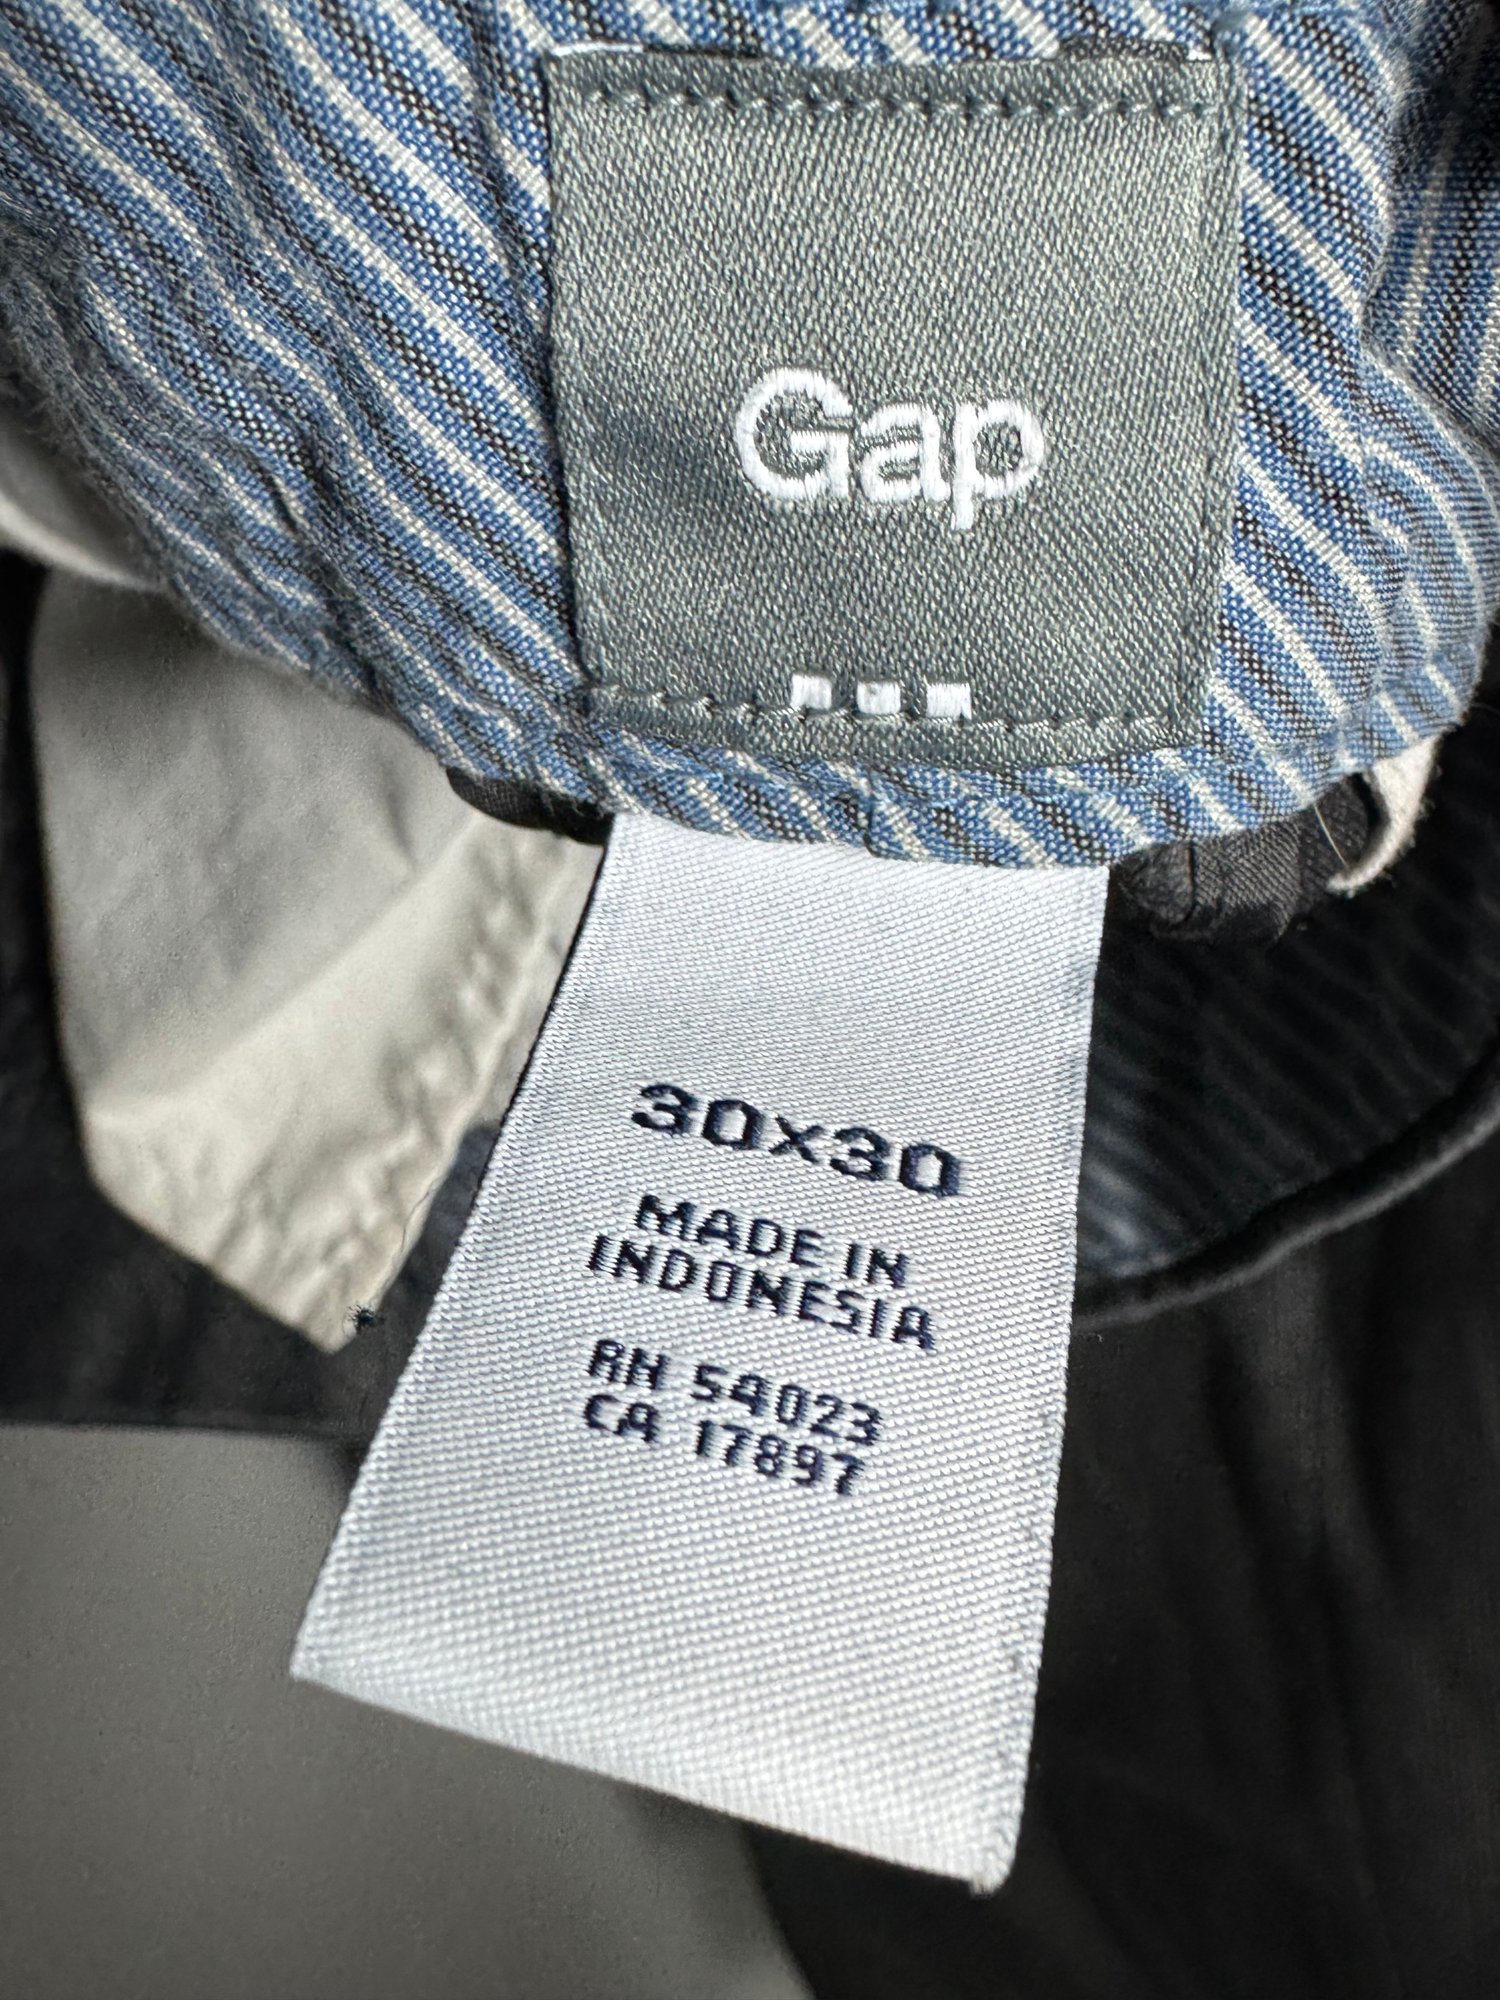 Gap
30x30
MADE IN
INDONESIA
RN 54023
CA 17897